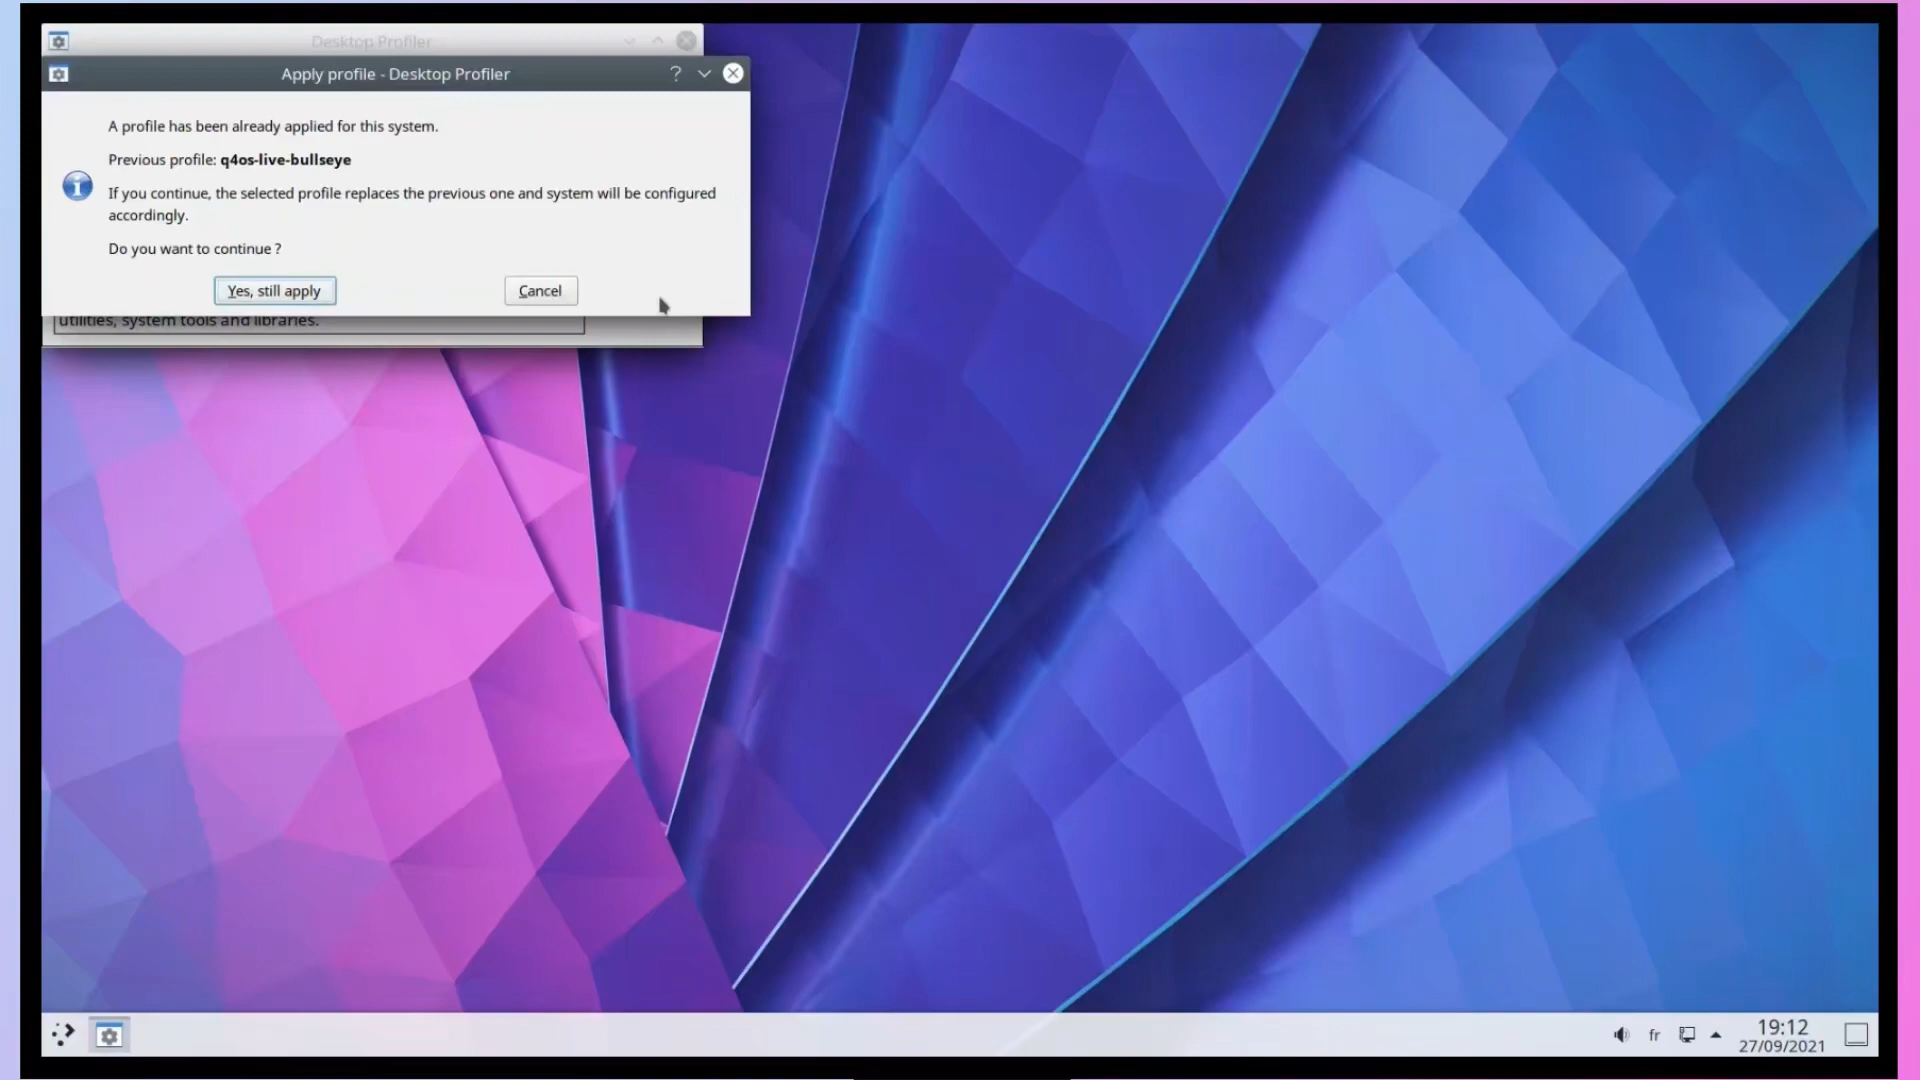 Desktop Profiler
Apply profile - Desktop Profiler
?
A profile has been already applied for this system.
Previous profile: q4os-live-bullseye
If you continue, the selected profile replaces the previous one and system will be configured
accordingly.
Do you want to continue ?
Yes, still apply
Cancel
utilities, system tools and libraries.
fr
19:12
27/09/2021